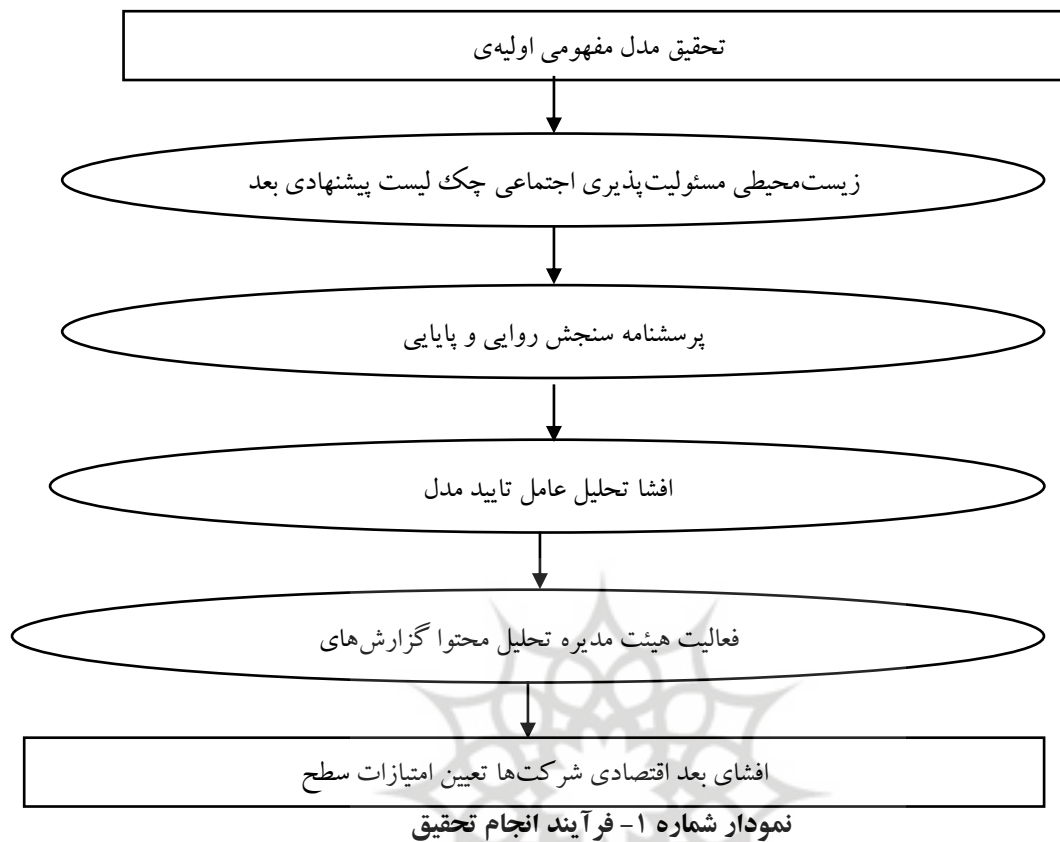 تحقیق مدل مفهومی اولیه‌ی
زیست‌محیطی مسئولیت‌پذیری اجتماعی چک لیست پیشنهادی بعد
پرسشنامه سنجش روایی و پایایی
افشا تحلیل عامل تایید مدل
فعالیت هیئت مدیره تحلیل محتوا گزارش‌های
افشای بعد اقتصادی شرکت‌ها تعیین امتیازات سطح
نمودار شماره ۱- فرآیند انجام تحقیق